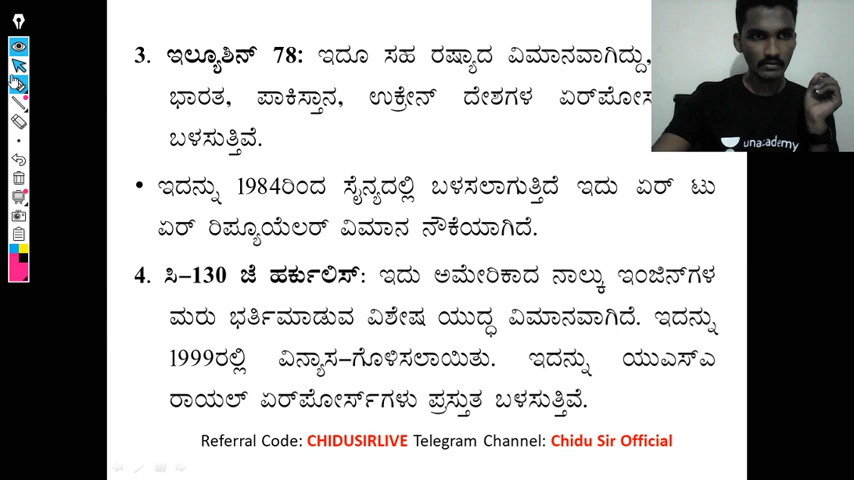 3. ಇಲ್ಯೂಶಿನ್ 78: ಇದೂ ಸಹ ರಷ್ಯಾದ ವಿಮಾನವಾಗಿದ್ದು,
ಭಾರತ, ಪಾಕಿಸ್ತಾನ, ಉಕ್ರೇನ್ ದೇಶಗಳ ಏರ್‌ಪೋರ್ಸ
ಬಳಸುತ್ತಿವೆ.
• ಇದನ್ನು 1984ರಿಂದ ಸೈನ್ಯದಲ್ಲಿ ಬಳಸಲಾಗುತ್ತಿದೆ ಇದು ಏರ್ ಟು
ಏರ್ ರಿಪ್ಯೂಯೆಲರ್ ವಿಮಾನ ನೌಕೆಯಾಗಿದೆ.
4. ಸಿ-130 ಜೆ ಹರ್ಕುಲಿಸ್: ಇದು ಅಮೇರಿಕಾದ ನಾಲ್ಕು ಇಂಜಿನ್‌ಗಳ
ಮರು ಭರ್ತಿಮಾಡುವ ವಿಶೇಷ ಯುದ್ಧ ವಿಮಾನವಾಗಿದೆ. ಇದನ್ನು
1999ರಲ್ಲಿ ವಿನ್ಯಾಸ-ಗೊಳಿಸಲಾಯಿತು. ಇದನ್ನು ಯುಎಸ್‌ಎ
ರಾಯಲ್ ಏರ್‌ಪೋರ್ಸ್‌ಗಳು ಪ್ರಸ್ತುತ ಬಳಸುತ್ತಿವೆ.
Referral Code: CHIDUSIRLIVE Telegram Channel: Chidu Sir Official
unacademy